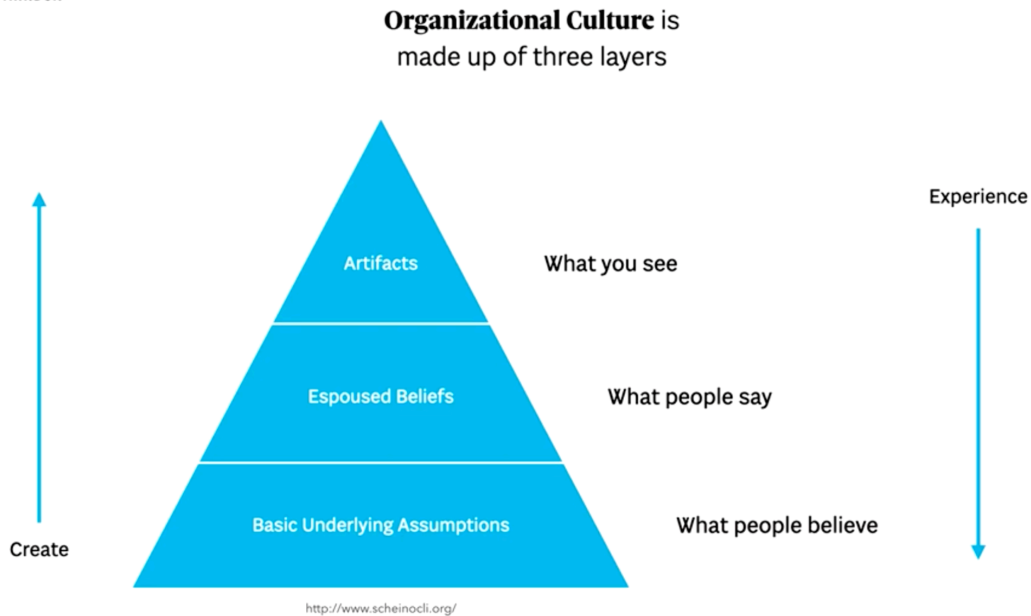 Organizational Culture is
made up of three layers
Experience
Artifacts
What you see
Espoused Beliefs
What people say
Basic Underlying Assumptions
What people believe
Create
http://www.scheinocli.org/